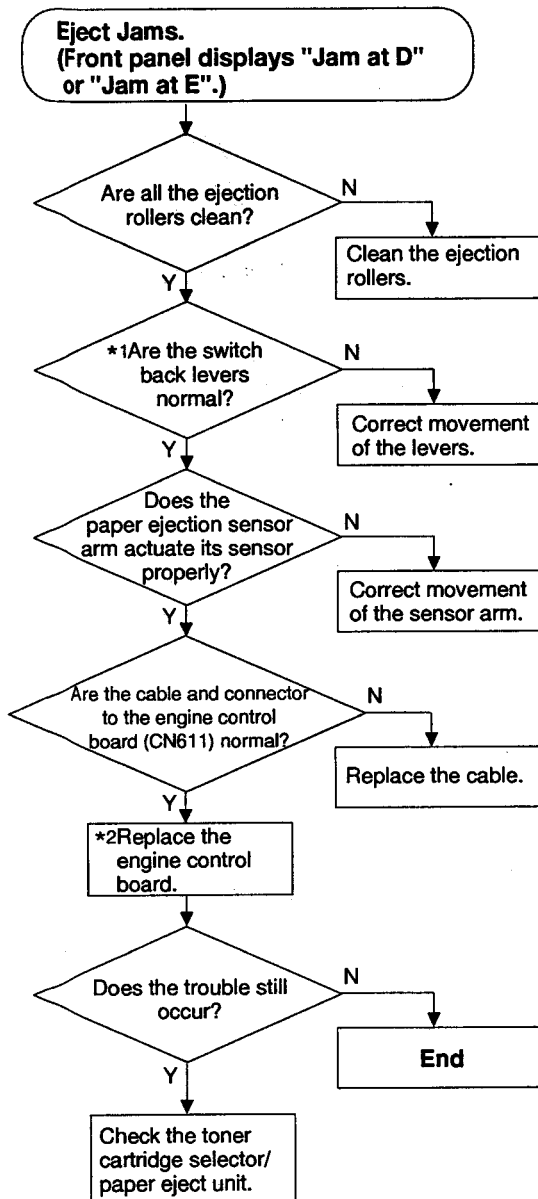 Eject Jams.
(Front panel displays "Jam at D"
or "Jam at E".)
Are all the ejection
rollers clean?
N
Clean the ejection
rollers.
Y
*1Are the switch
back levers
normal?
N
Correct movement
of the levers.
Y
Does the
paper ejection sensor
arm actuate its sensor
properly?
N
Correct movement
of the sensor arm.
Y
Are the cable and connector
to the engine control
board (CN611) normal?
N
Replace the cable.
Y
*2Replace the
engine control
board.
Does the trouble still
occur?
N
End
Y
Check the toner
cartridge selector/
paper eject unit.